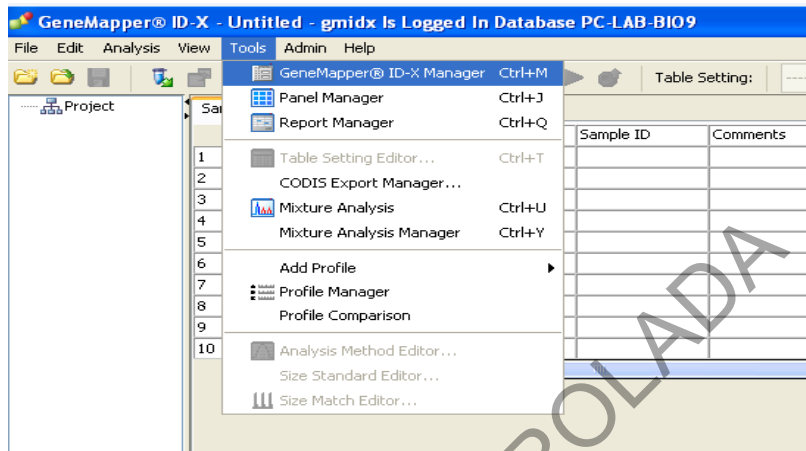 GeneMapper® ID-X - Untitled - gmidx Is Logged In Database PC-LAB-BIO9
File Edit Analysis View Tools Admin Help
GeneMapper® ID-X Manager Ctrl+M
Table Setting:
Project
Panel Manager Ctrl+J
Report Manager Ctrl+Q
Sample ID Comments
1
2
3
4
5
6
7
8
9
10
Table Setting Editor... Ctrl+T
CODIS Export Manager...
Mixture Analysis Ctrl+U
Mixture Analysis Manager Ctrl+Y
Add Profile
Profile Manager
Profile Comparison
Analysis Method Editor...
Size Standard Editor...
Size Match Editor...
OLADA